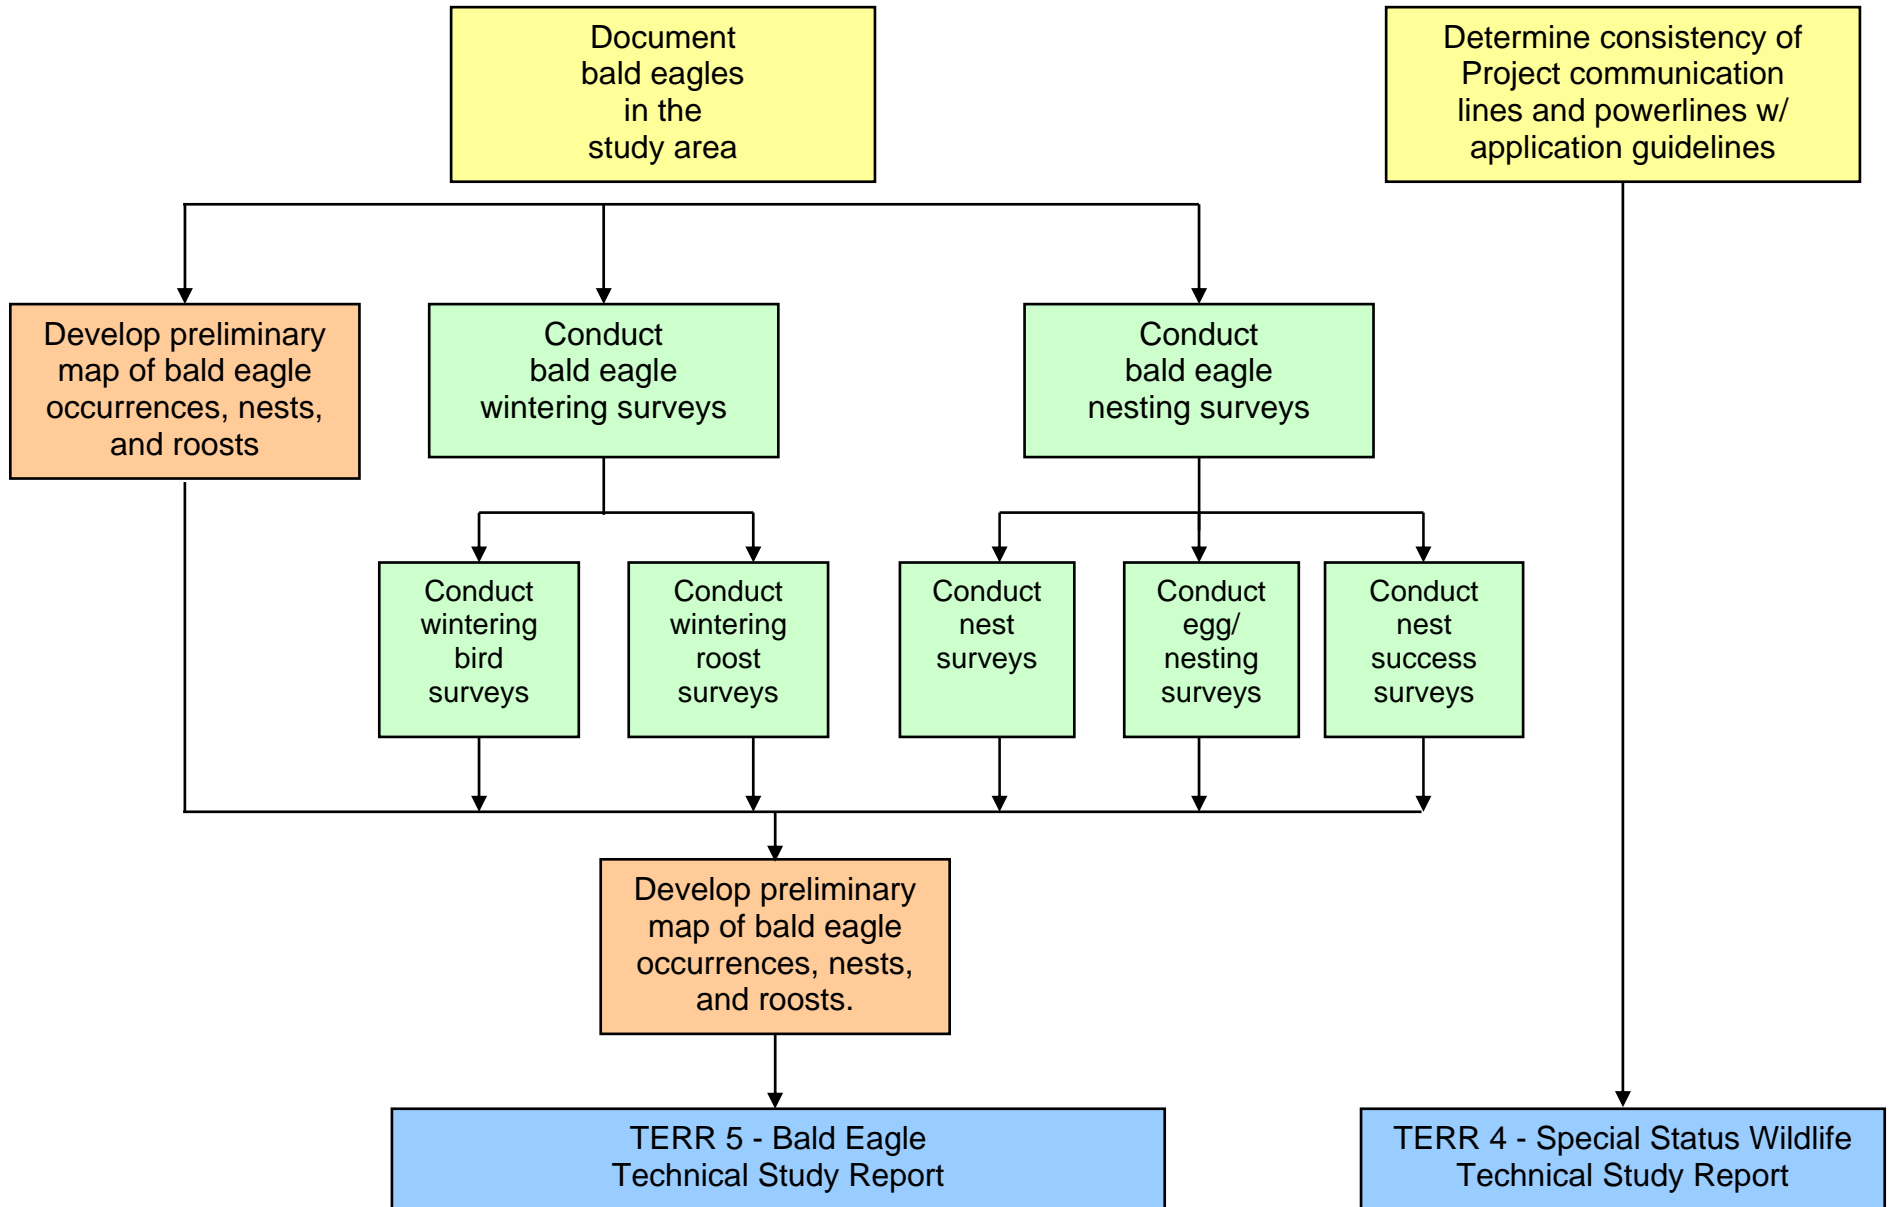 Document
bald eagles
in the
study area
Determine consistency of
Project communication
lines and powerlines w/
application guidelines
Develop preliminary
map of bald eagle
occurrences, nests,
and roosts
Conduct
bald eagle
wintering surveys
Conduct
bald eagle
nesting surveys
Conduct
wintering
bird
surveys
Conduct
wintering
roost
surveys
Conduct
nest
surveys
Conduct
egg/
nesting
surveys
Conduct
nest
success
surveys
Develop preliminary
map of bald eagle
occurrences, nests,
and roosts.
TERR 5 - Bald Eagle
Technical Study Report
TERR 4 - Special Status Wildlife
Technical Study Report